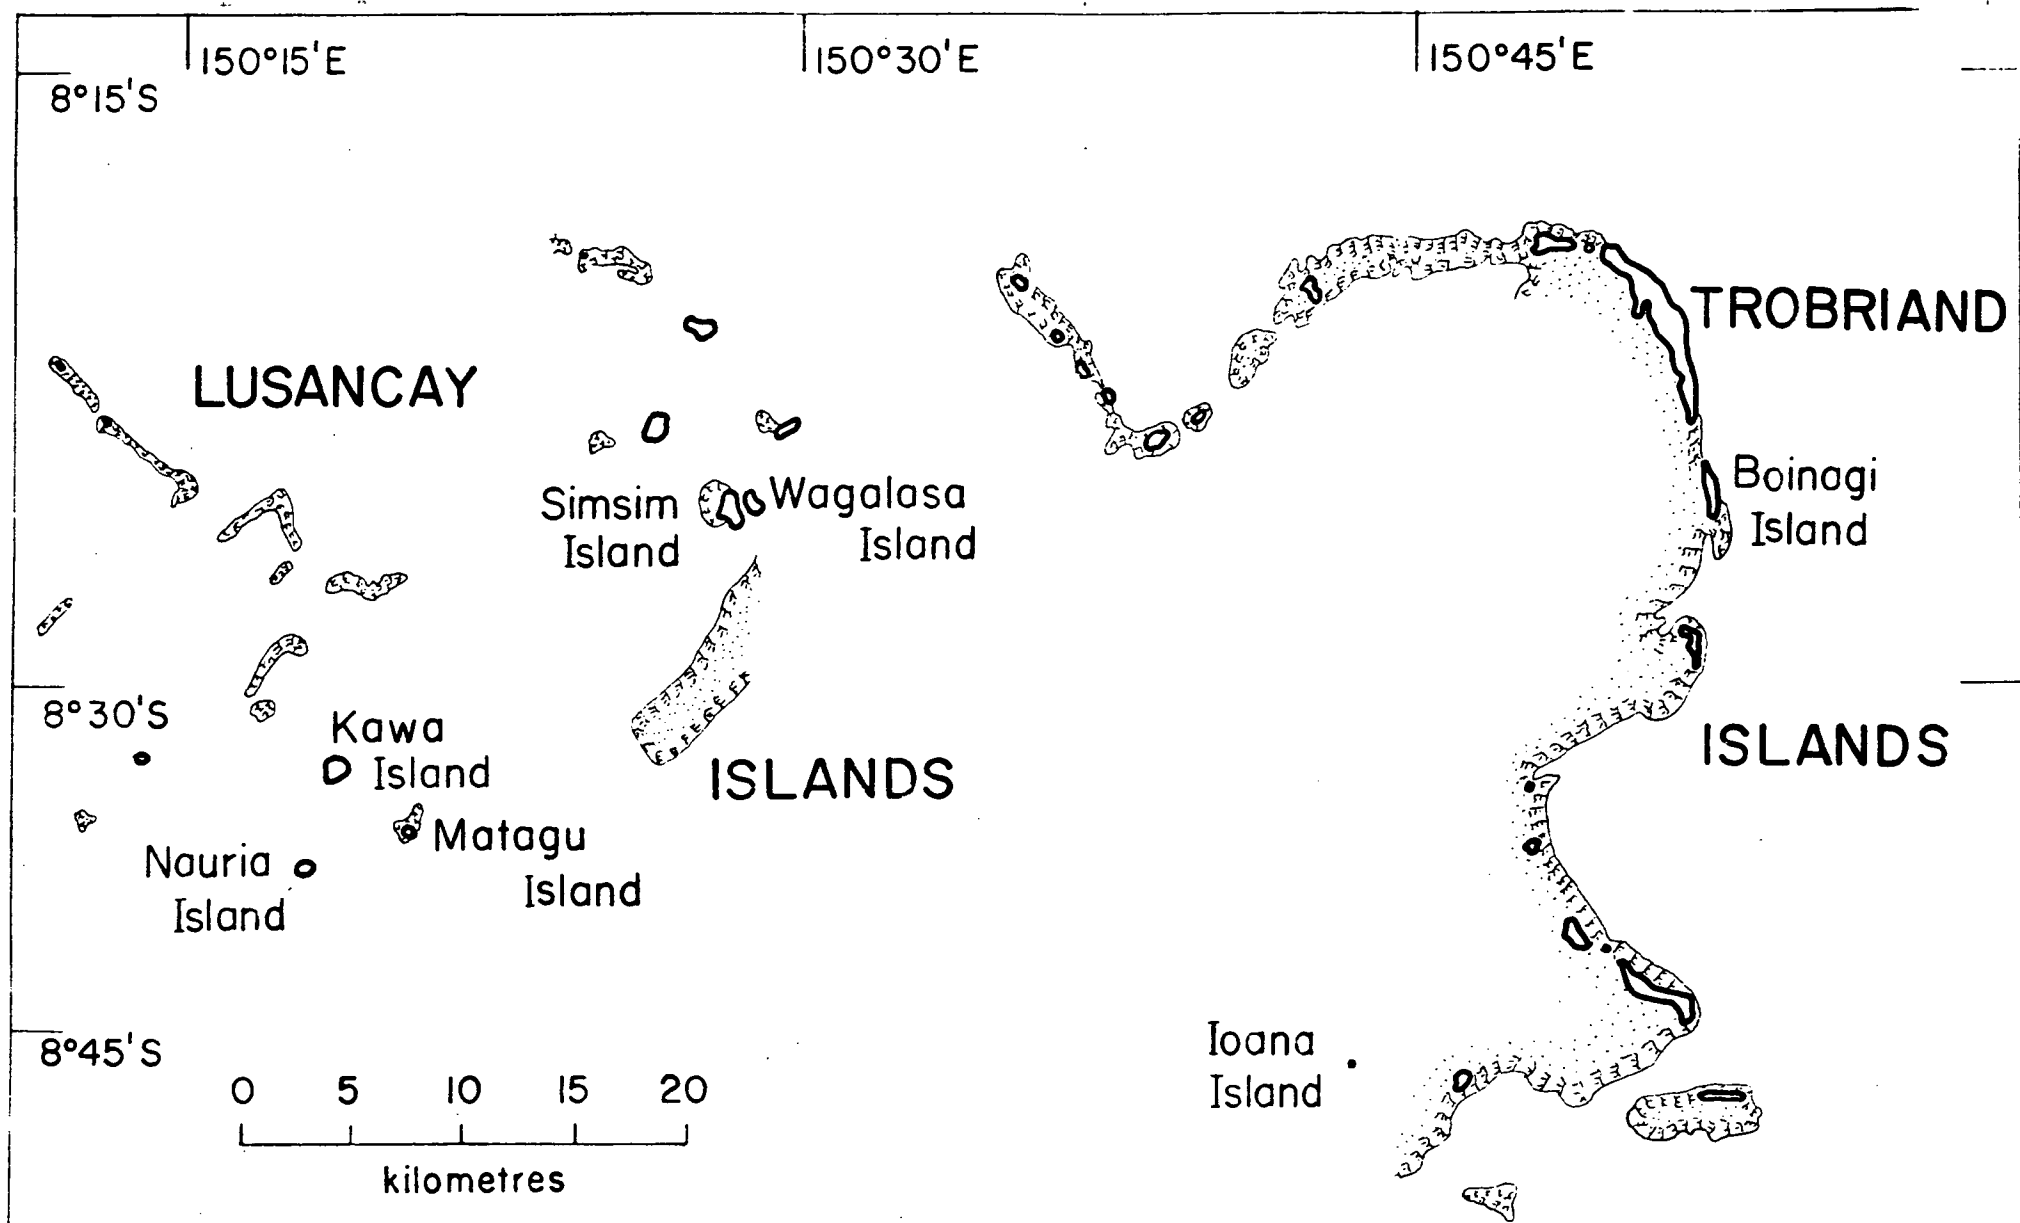 150°15'E
150°30'E
150°45'E
8°15'S
TROBRIAND
LUSANCAY
Boinagi
Island
Simsim
Island
Wagalasa
Island
8°30'S
Kawa
Island
ISLANDS
ISLANDS
Matagu
Island
Nauria
Island
8°45'S
Ioana
Island
0 5 10 15 20
kilometres